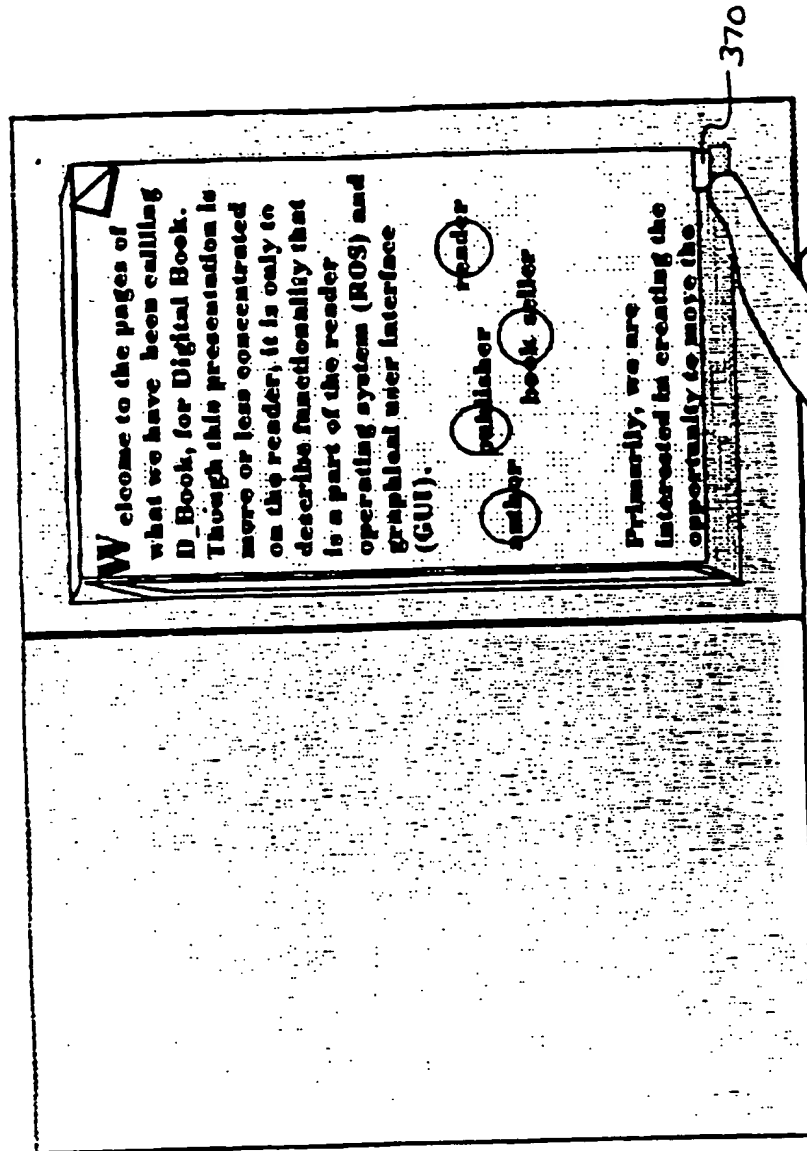 Welcome to the pages of
what we have been callling
D_Book, for Digital Book.
Though this presentation is
more or less concentrated
on the reader, it is only to
describe functionality that
is a part of the reader
operating system (ROS) and
graphical user interface
(GUI).
author
publisher
book seller
reader
Primarily, we are
interested in creating the
opportunity to move the
370